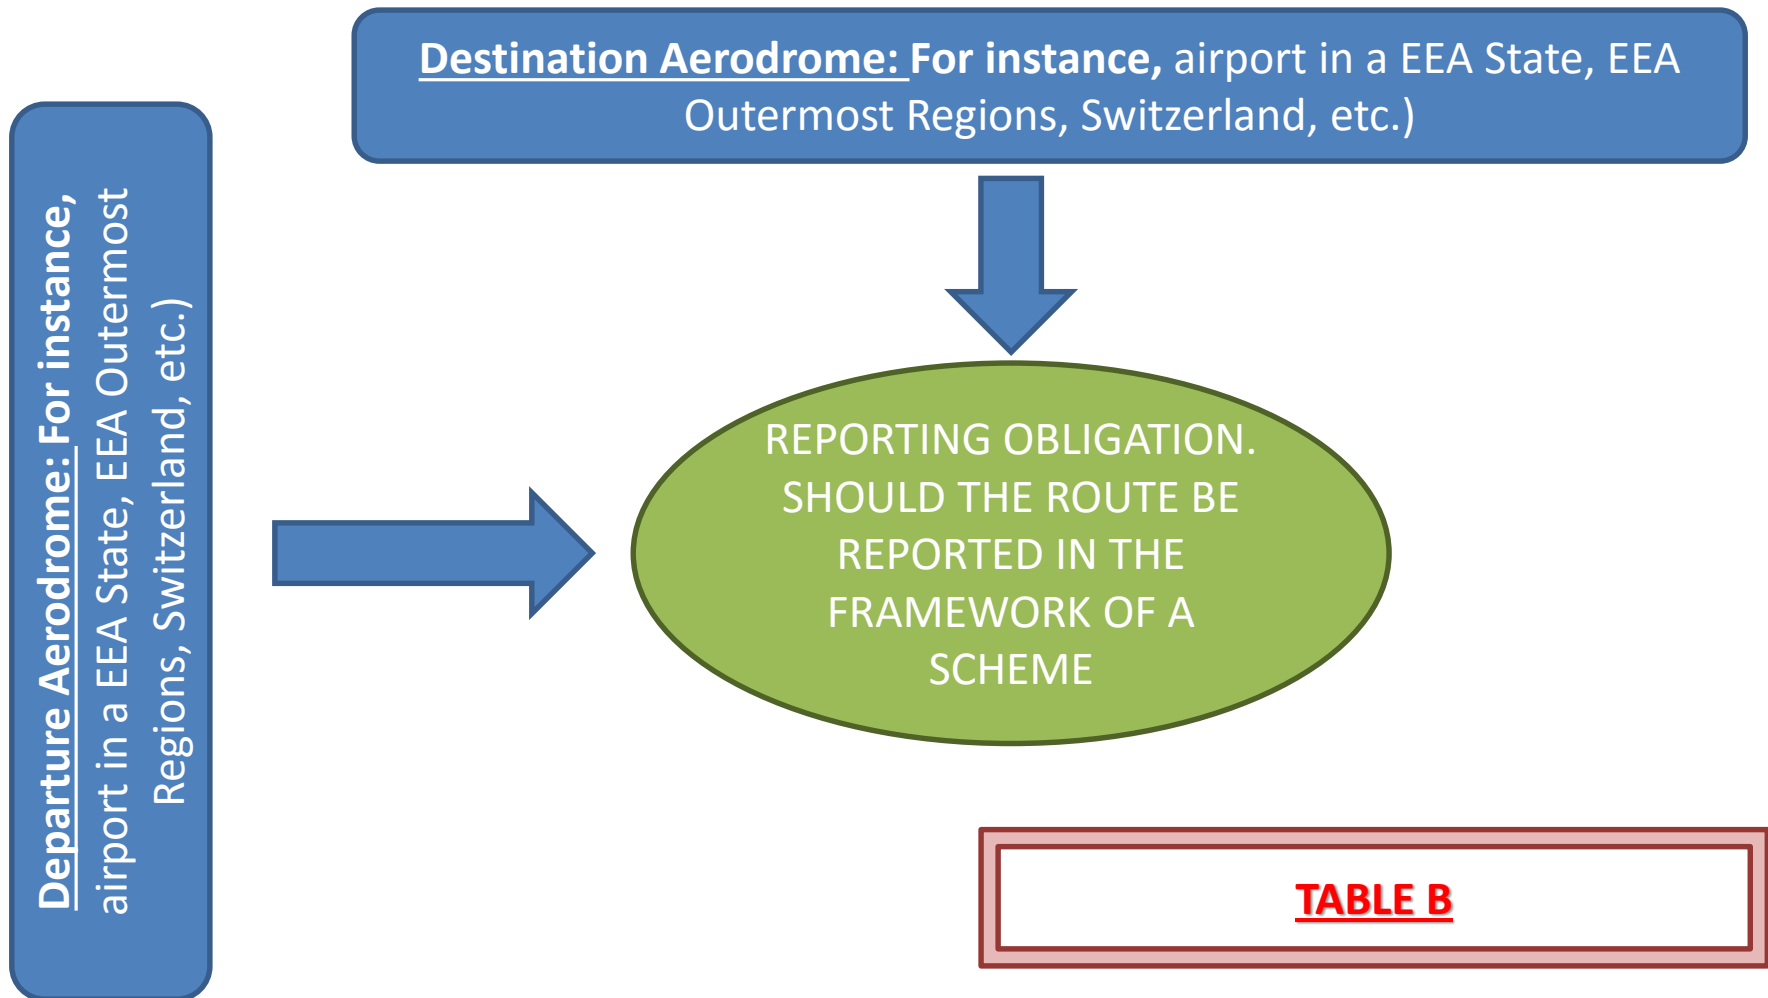 Destination Aerodrome: For instance, airport in a EEA State, EEA
Outermost Regions, Switzerland, etc.)
Departure Aerodrome: For instance,
airport in a EEA State, EEA Outermost
Regions, Switzerland, etc.)
REPORTING OBLIGATION.
SHOULD THE ROUTE BE
REPORTED IN THE
FRAMEWORK OF A
SCHEME
TABLE B